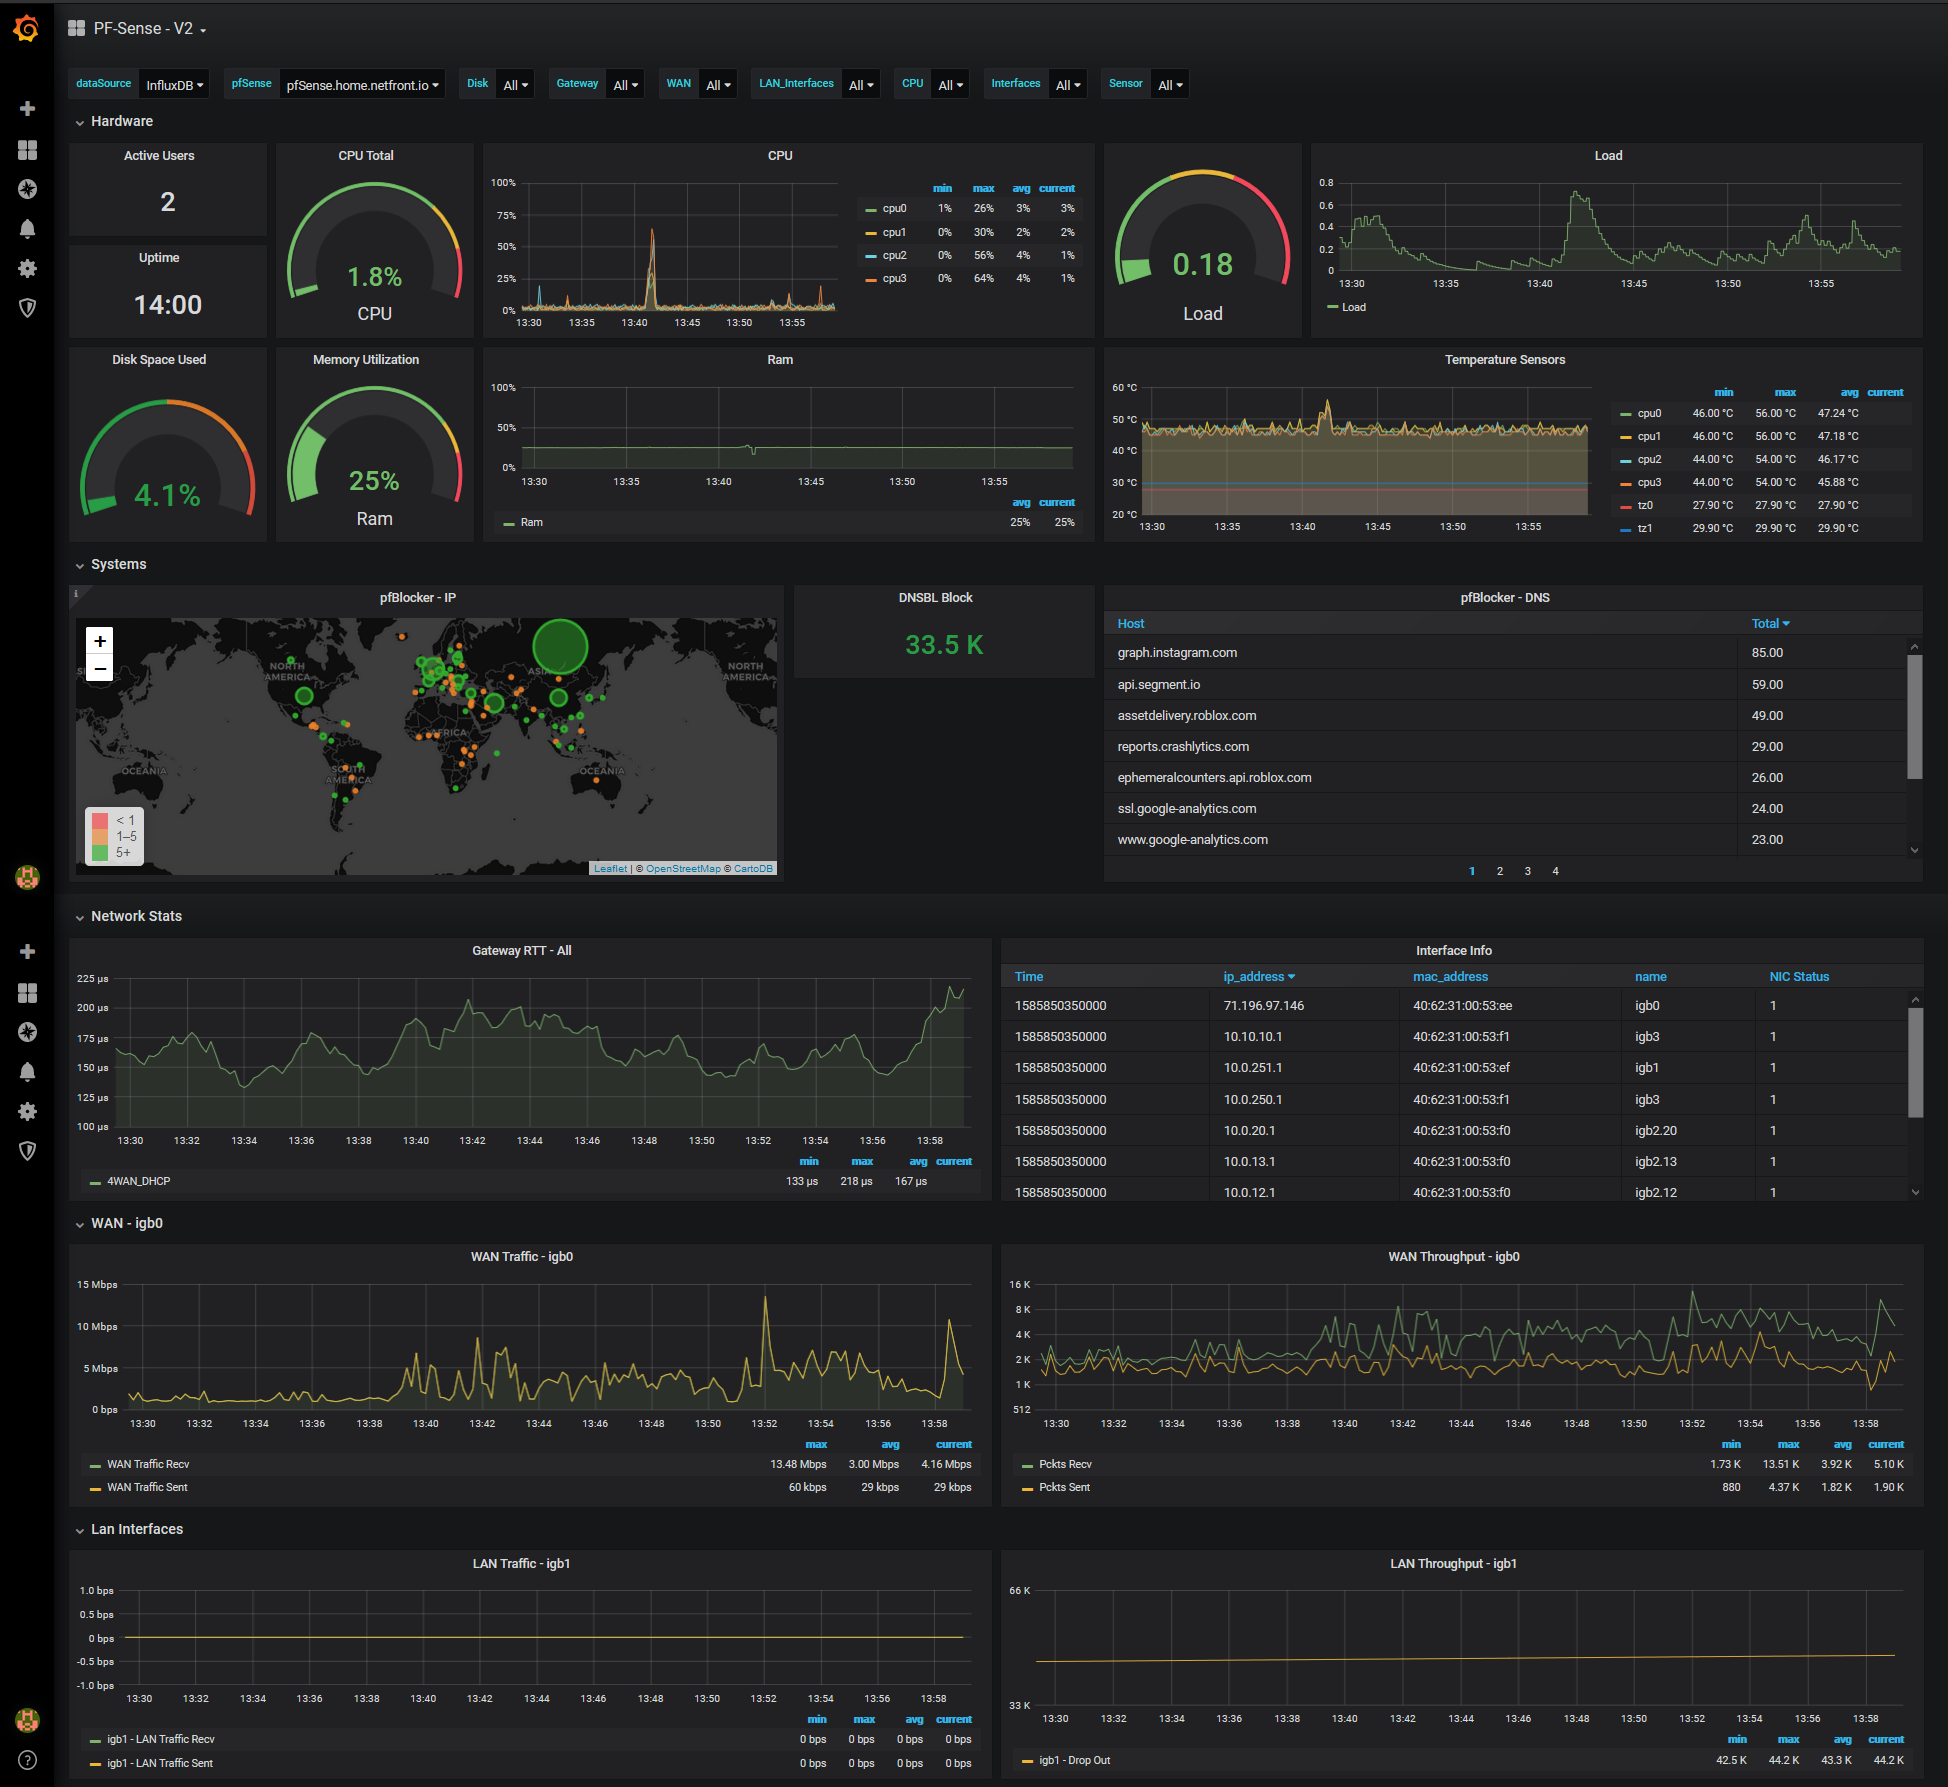 PF-Sense - V2
dataSource InfluxDB pfSense pfSense.home.netfront.io Disk All Gateway All WAN All LAN_Interfaces All CPU All Interfaces All Sensor All
Hardware
Active Users
2
Uptime
14:00
CPU Total
1.8%
CPU
CPU
100%
75%
50%
25%
0%
13:30 13:35 13:40 13:45 13:50 13:55
min max avg current
cpu0 1% 26% 3% 3%
cpu1 0% 30% 2% 2%
cpu2 0% 56% 4% 1%
cpu3 0% 64% 4% 1%
0.18
Load
Load
0.8
0.6
0.4
0.2
0
13:30 13:35 13:40 13:45 13:50 13:55
Load
Disk Space Used
4.1%
Memory Utilization
25%
Ram
Ram
100%
50%
0%
13:30 13:35 13:40 13:45 13:50 13:55
avg current
Ram 25% 25%
Temperature Sensors
60 °C
50 °C
40 °C
30 °C
20 °C
13:30 13:35 13:40 13:45 13:50 13:55
min max avg current
cpu0 46.00 °C 56.00 °C 47.24 °C
cpu1 46.00 °C 56.00 °C 47.18 °C
cpu2 44.00 °C 54.00 °C 46.17 °C
cpu3 44.00 °C 54.00 °C 45.88 °C
tz0 27.90 °C 27.90 °C 27.90 °C
tz1 29.90 °C 29.90 °C 29.90 °C
Systems
i
pfBlocker - IP
+
−
NORTH AMERICA
ASIA
NORTH AMERICA
AFRICA
OCEANIA
SOUTH AMERICA
OCEANIA
< 1
1–5
5+
Leaflet | © OpenStreetMap © CartoDB
DNSBL Block
33.5 K
pfBlocker - DNS
Host Total
graph.instagram.com 85.00
api.segment.io 59.00
assetdelivery.roblox.com 49.00
reports.crashlytics.com 29.00
ephemeralcounters.api.roblox.com 26.00
ssl.google-analytics.com 24.00
www.google-analytics.com 23.00
1 2 3 4
Network Stats
Gateway RTT - All
225 µs
200 µs
175 µs
150 µs
125 µs
100 µs
13:30 13:32 13:34 13:36 13:38 13:40 13:42 13:44 13:46 13:48 13:50 13:52 13:54 13:56 13:58
min max avg current
4WAN_DHCP 133 µs 218 µs 167 µs
Interface Info
Time ip_address mac_address name NIC Status
1585850350000 71.196.97.146 40:62:31:00:53:ee igb0 1
1585850350000 10.10.10.1 40:62:31:00:53:f1 igb3 1
1585850350000 10.0.251.1 40:62:31:00:53:ef igb1 1
1585850350000 10.0.250.1 40:62:31:00:53:f1 igb3 1
1585850350000 10.0.20.1 40:62:31:00:53:f0 igb2.20 1
1585850350000 10.0.13.1 40:62:31:00:53:f0 igb2.13 1
1585850350000 10.0.12.1 40:62:31:00:53:f0 igb2.12 1
WAN - igb0
WAN Traffic - igb0
15 Mbps
10 Mbps
5 Mbps
0 bps
13:30 13:32 13:34 13:36 13:38 13:40 13:42 13:44 13:46 13:48 13:50 13:52 13:54 13:56 13:58
max avg current
WAN Traffic Recv 13.48 Mbps 3.00 Mbps 4.16 Mbps
WAN Traffic Sent 60 kbps 29 kbps 29 kbps
WAN Throughput - igb0
16 K
8 K
4 K
2 K
1 K
512
13:30 13:32 13:34 13:36 13:38 13:40 13:42 13:44 13:46 13:48 13:50 13:52 13:54 13:56 13:58
min max avg current
Pckts Recv 1.73 K 13.51 K 3.92 K 5.10 K
Pckts Sent 880 4.37 K 1.82 K 1.90 K
Lan Interfaces
LAN Traffic - igb1
1.0 bps
0.5 bps
0 bps
-0.5 bps
-1.0 bps
13:30 13:32 13:34 13:36 13:38 13:40 13:42 13:44 13:46 13:48 13:50 13:52 13:54 13:56 13:58
min max avg current
igb1 - LAN Traffic Recv 0 bps 0 bps 0 bps 0 bps
igb1 - LAN Traffic Sent 0 bps 0 bps 0 bps 0 bps
LAN Throughput - igb1
66 K
33 K
13:30 13:32 13:34 13:36 13:38 13:40 13:42 13:44 13:46 13:48 13:50 13:52 13:54 13:56 13:58
min max avg current
igb1 - Drop Out 42.5 K 44.2 K 43.3 K 44.2 K